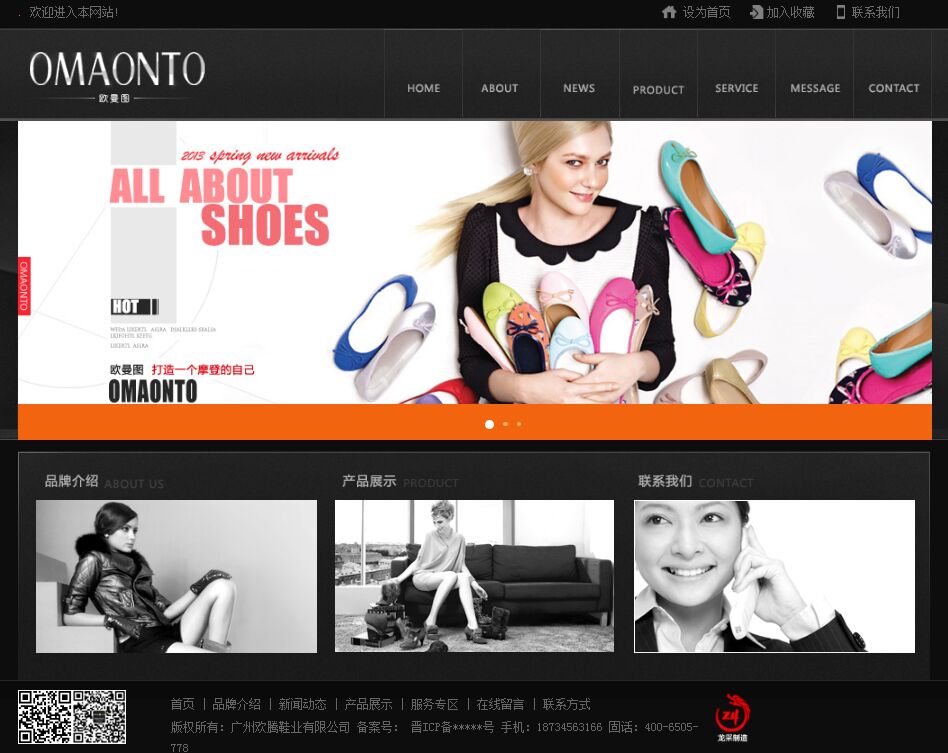 欢迎进入本网站!
设为首页 加入收藏 联系我们
OMAONTO
欧曼图
HOME ABOUT NEWS PRODUCT SERVICE MESSAGE CONTACT
2013 spring new arrivals
ALL ABOUT
SHOES
OMAONTO
HOT
欧曼图 打造一个摩登的自己
OMAONTO
品牌介绍 ABOUT US
产品展示 PRODUCT
联系我们 CONTACT
首页 | 品牌介绍 | 新闻动态 | 产品展示 | 服务专区 | 在线留言 | 联系方式
版权所有: 广州欧腾鞋业有限公司 备案号: 晋ICP备*****号 手机: 18734563166 固话: 400-6505-
778
龙采制造